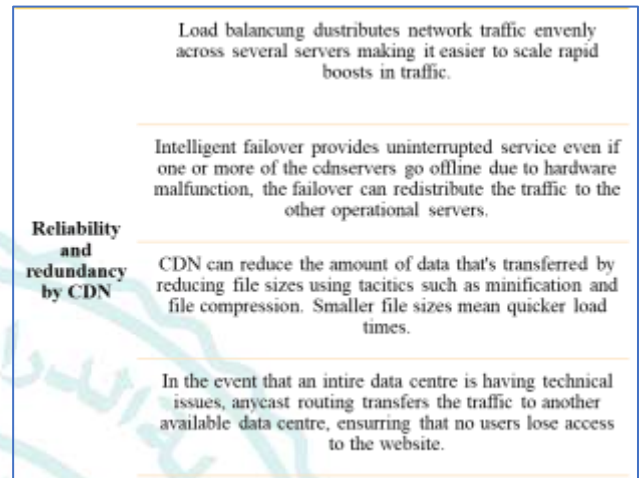 Load balancung dustributes network traffic envenly
across several servers making it easier to scale rapid
boosts in traffic.
Intelligent failover provides uninterrupted service even if
one or more of the cdnservers go offline due to hardware
malfunction, the failover can redistribute the traffic to the
other operational servers.
Reliability
and
redundancy
by CDN
CDN can reduce the amount of data that's transferred by
reducing file sizes using tacitics such as minification and
file compression. Smaller file sizes mean quicker load
times.
In the event that an intire data centre is having technical
issues, anycast routing transfers the traffic to another
available data centre, ensurring that no users lose access
to the website.